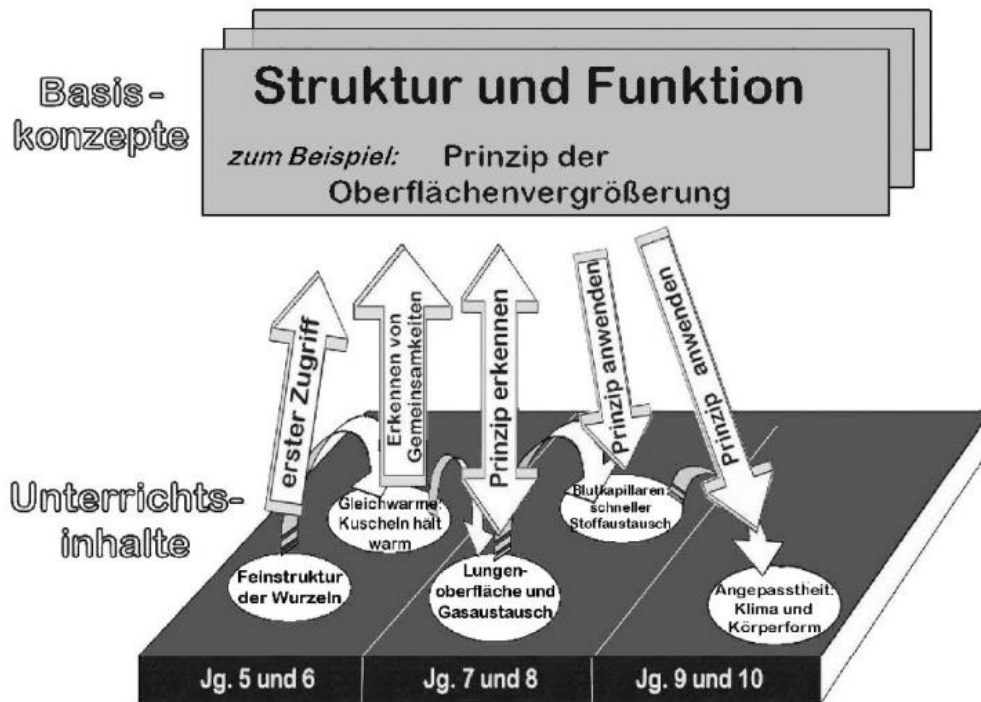 Basis-
konzepte
Struktur und Funktion
zum Beispiel: Prinzip der
Oberflächenvergrößerung
erster Zugriff
Erkennen von
Gemeinsamkeiten
Prinzip erkennen
Prinzip anwenden
Prinzip anwenden
Unterrichts-
inhalte
Gleichwarme:
Kuscheln hält
warm
Blutkapillaren:
schneller
Stoffaustausch
Feinstruktur
der Wurzeln
Lungen-
oberfläche und
Gasaustausch
Angepasstheit:
Klima und
Körperform
Jg. 5 und 6
Jg. 7 und 8
Jg. 9 und 10